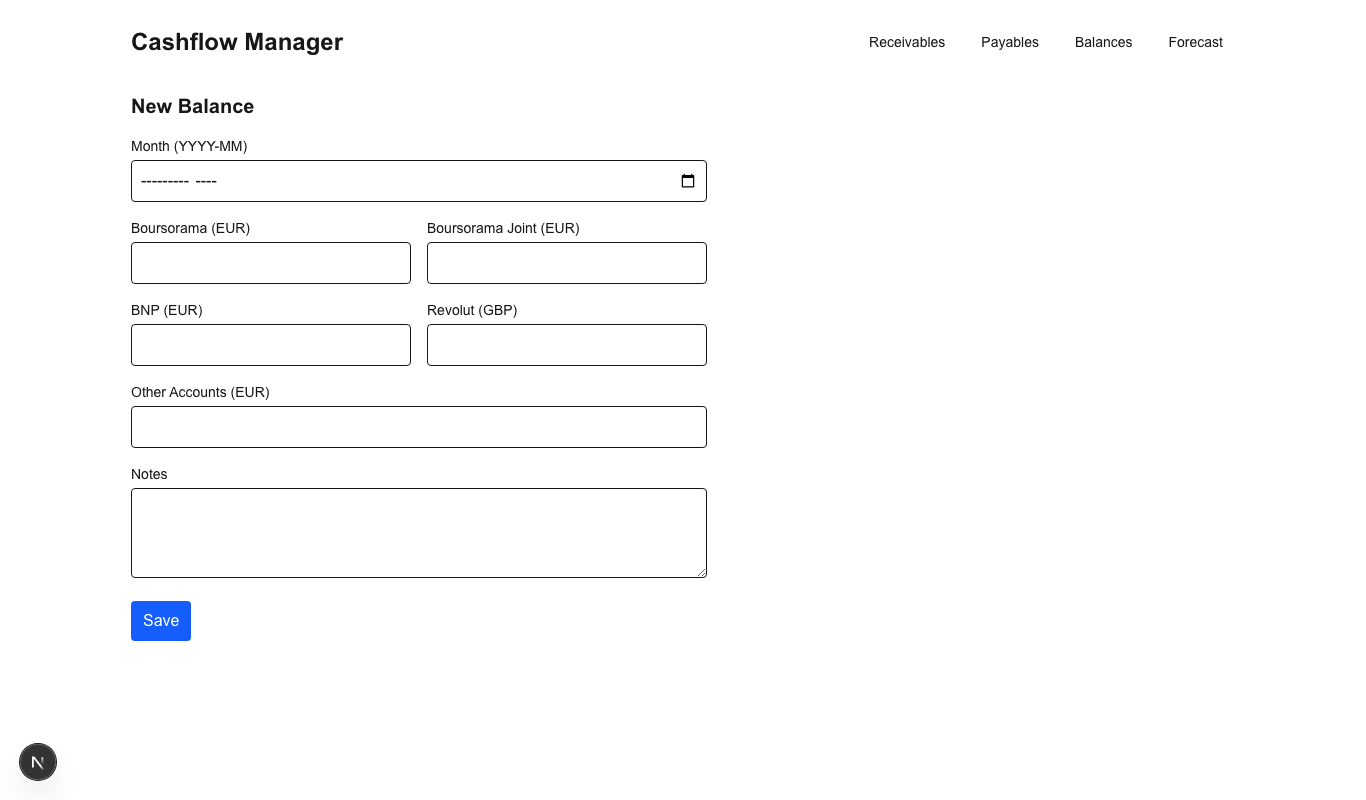 Cashflow Manager
Receivables Payables Balances Forecast
New Balance
Month (YYYY-MM)
--------- ----
Boursorama (EUR) Boursorama Joint (EUR)
BNP (EUR) Revolut (GBP)
Other Accounts (EUR)
Notes
Save
N